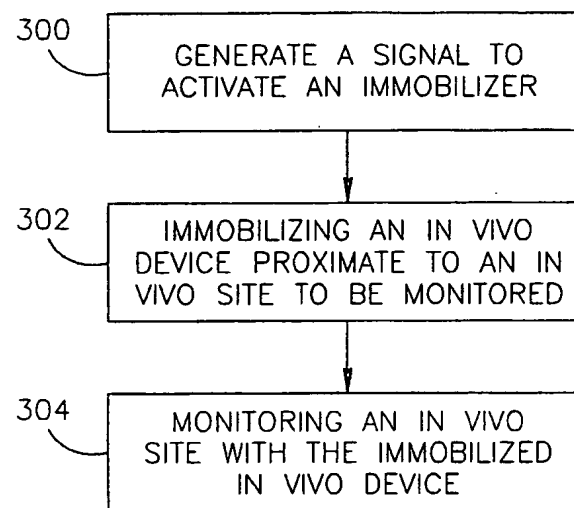 300
GENERATE A SIGNAL TO
ACTIVATE AN IMMOBILIZER
302
IMMOBILIZING AN IN VIVO
DEVICE PROXIMATE TO AN IN
VIVO SITE TO BE MONITORED
304
MONITORING AN IN VIVO
SITE WITH THE IMMOBILIZED
IN VIVO DEVICE